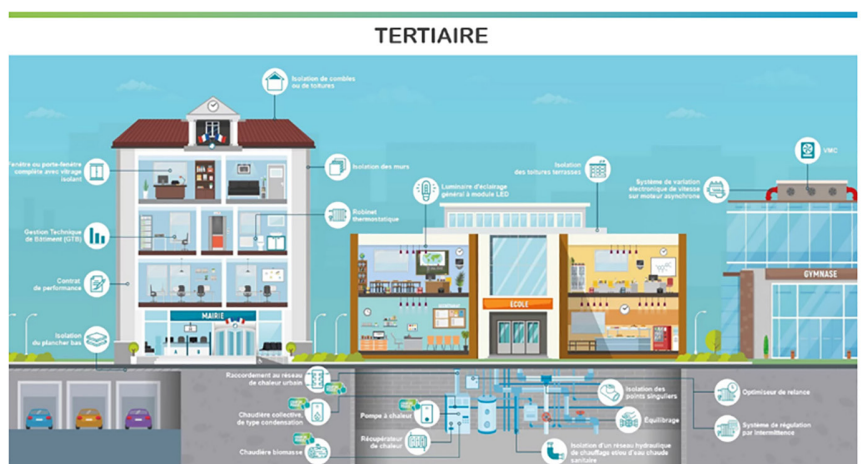 TERTIAIRE
Isolation de combles
ou de toitures
Fenêtre ou porte-fenêtre
complète avec vitrage
isolant
Isolation des murs
Gestion Technique
de Bâtiment (GTB)
Robinet
thermostatique
Contrat
de performance
Isolation
du plancher bas
MAIRIE
Luminaire d'éclairage
général à module LED
Isolation
des toitures terrasses
Système de variation
électronique de vitesse
sur moteur asynchrone
VMC
ÉCOLE
GYMNASE
Raccordement au réseau
de chaleur urbain
Chaudière collective,
de type condensation
Chaudière biomasse
Pompe à chaleur
Récupérateur
de chaleur
Isolation des
points singuliers
Équilibrage
Isolation d'un réseau hydraulique
de chauffage et/ou d'eau chaude
sanitaire
Optimiseur de relance
Système de régulation
par intermittence